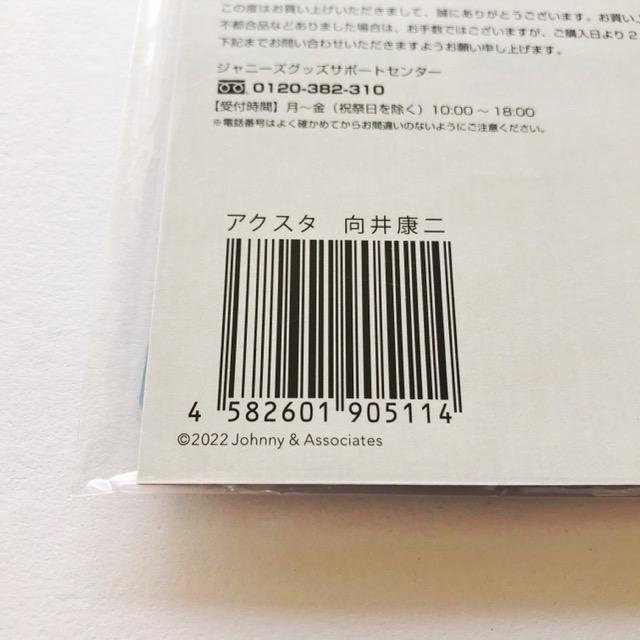 この度はお買い上げいただきまして、誠にありがとうございます。お買い上
不都合品などありました場合は、お手数ではございますが、ご購入日より2
下記までお問い合わせいただきますようお願い申し上げます。
ジャニーズグッズサポートセンター
0120-382-310
【受付時間】月〜金（祝祭日を除く）10:00〜18:00
※電話番号はよく確かめてからお間違いのないようにご注意ください。
アクスタ 向井康二
4 582601 905114
©2022 Johnny & Associates